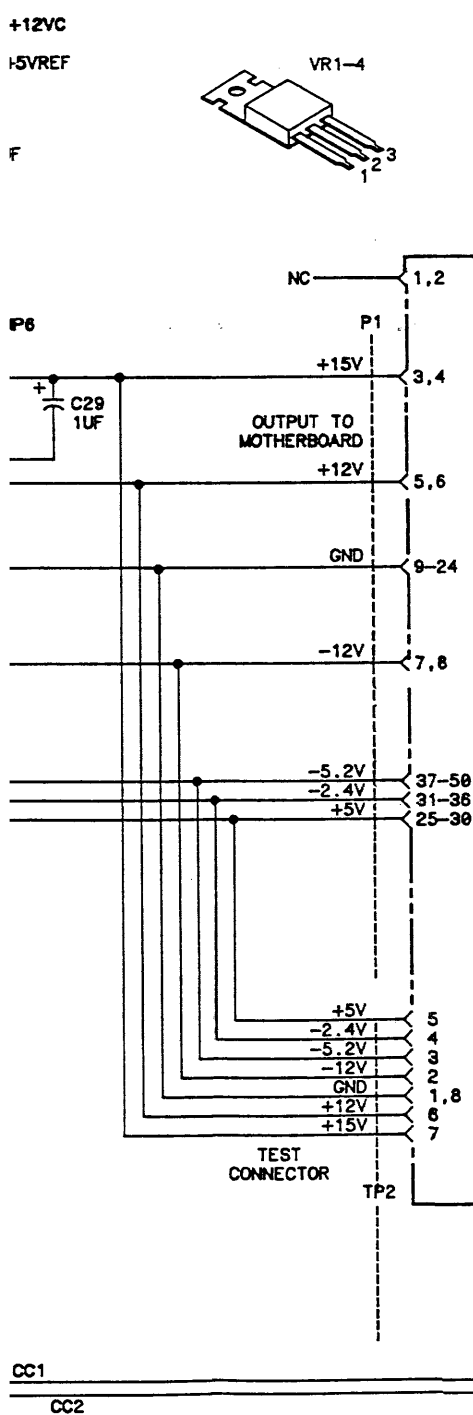 +12VC
+5VREF
VR1-4
F
3
2
1
NC
1,2
P1
+15V
3,4
+
C29
1UF
OUTPUT TO
MOTHERBOARD
+12V
5,6
GND
9-24
-12V
7,8
-5.2V
37-50
-2.4V
31-36
+5V
25-30
+5V
5
-2.4V
4
-5.2V
3
-12V
2
GND
1,8
+12V
6
+15V
7
TEST
CONNECTOR
TP2
CC1
CC2